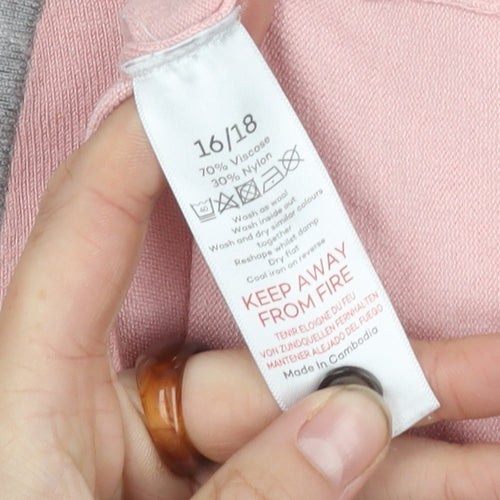 16/18
70% Viscose
30% Nylon
40
Wash as wool
Wash inside out
Wash and dry similar colours
together
Reshape whilst damp
Dry flat
Cool iron on reverse
KEEP AWAY
FROM FIRE
TENIR ELOIGNE DU FEU
VON ZUNDQUELLEN FERNHALTEN
MANTENER ALEJADO DEL FUEGO
Made In Cambodia